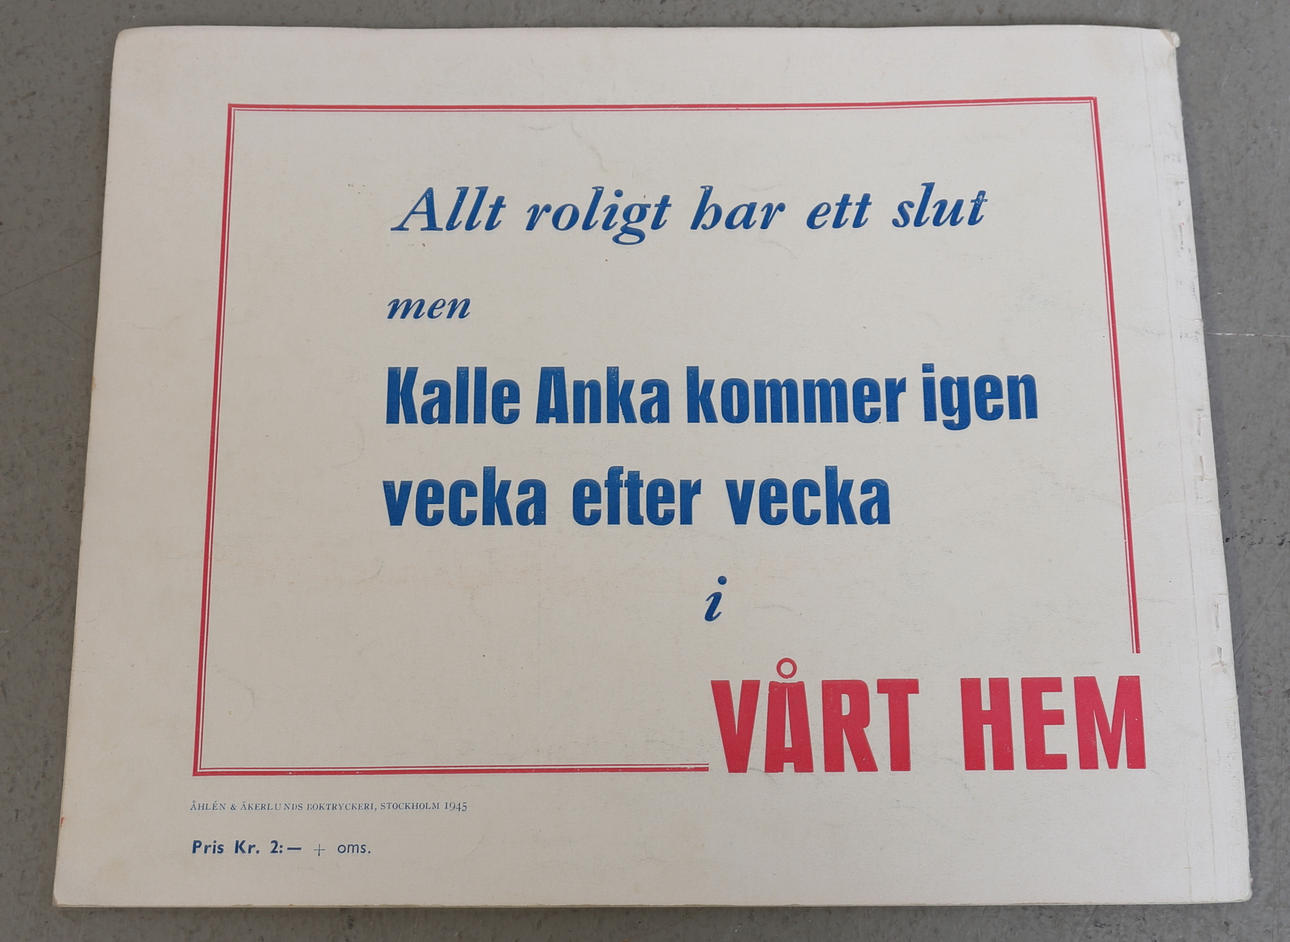 Allt roligt har ett slut
men
Kalle Anka kommer igen
vecka efter vecka
i
VÅRT HEM
ÅHLÉN & ÅKERLUNDS BOKTRYCKERI, STOCKHOLM 1945
Pris Kr. 2:— + oms.